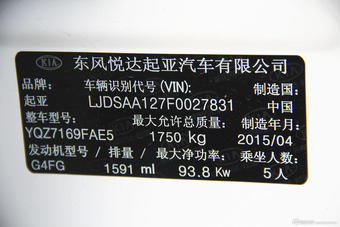 KIA 东风悦达起亚汽车有限公司
品牌: 车辆识别代号(VIN): 制造国:
起亚 LJDSAA127F0027831 中国
整车型号: 最大允许总质量: 制造年月:
YQZ7169FAE5 1750 kg 2015/04
发动机型号/排量: 最大净功率: 乘坐人数:
G4FG 1591 ml 93.8 Kw 5人